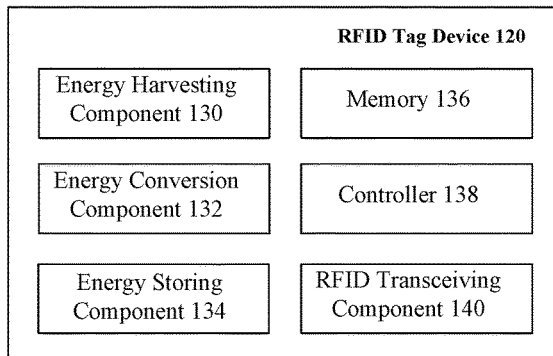 RFID Tag Device 120
Energy Harvesting
Component 130
Memory 136
Energy Conversion
Component 132
Controller 138
Energy Storing
Component 134
RFID Transceiving
Component 140